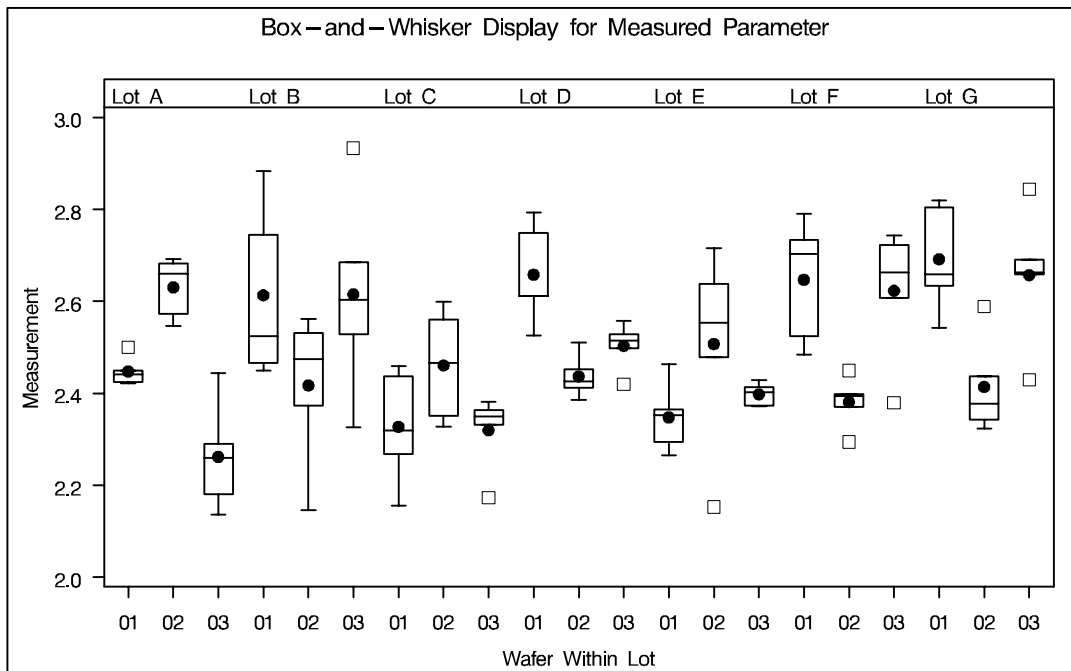 Box-and-Whisker Display for Measured Parameter
Lot A Lot B Lot C Lot D Lot E Lot F Lot G
3.0
2.8
2.6
2.4
2.2
2.0
Measurement
01 02 03 01 02 03 01 02 03 01 02 03 01 02 03 01 02 03 01 02 03
Wafer Within Lot